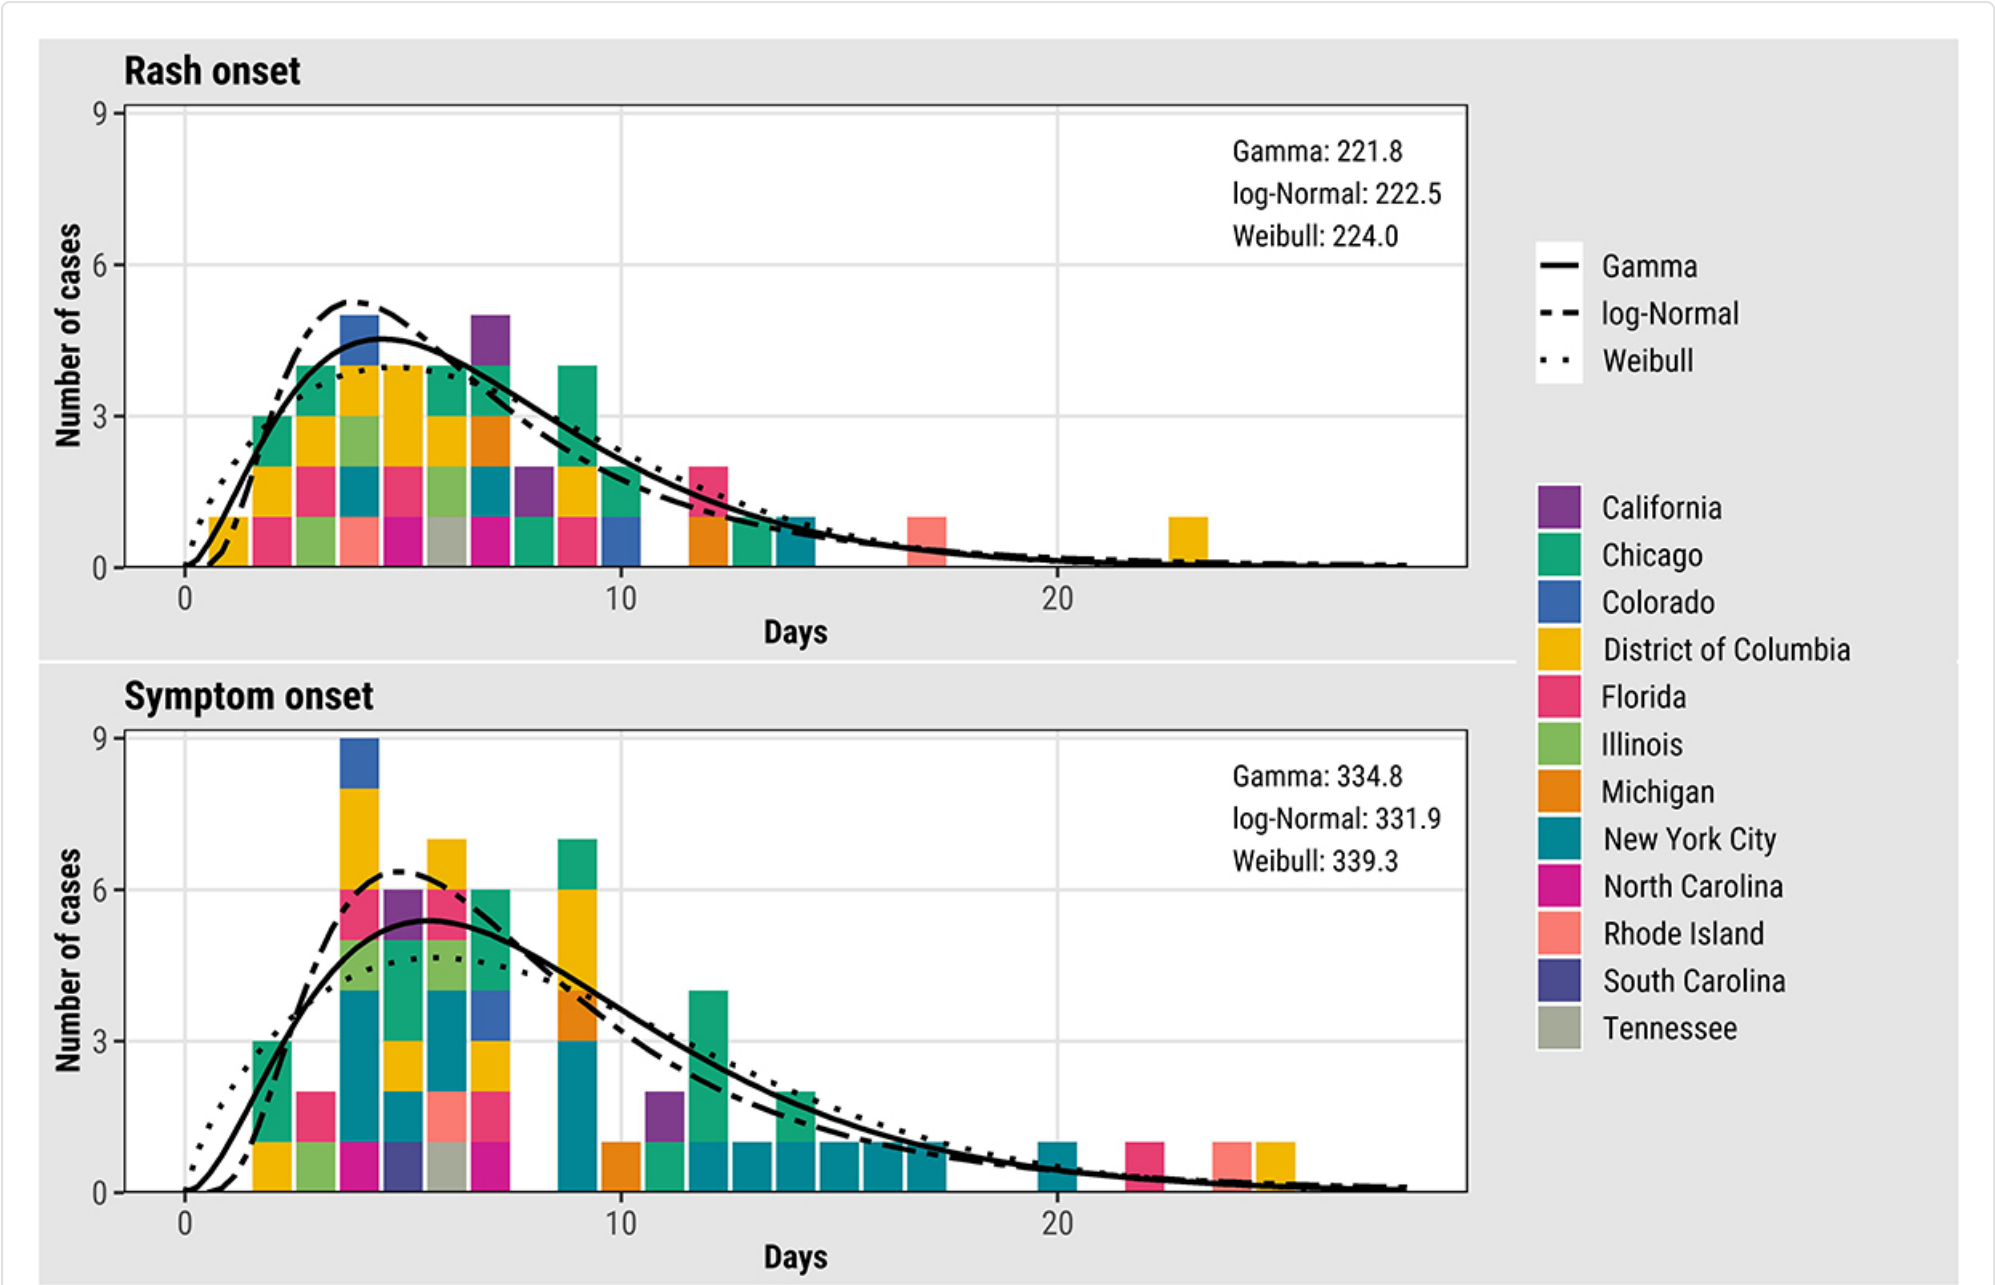 Rash onset
9
6
3
0
Number of cases
Gamma: 221.8
log-Normal: 222.5
Weibull: 224.0
0 10 20
Days
Symptom onset
9
6
3
0
Number of cases
Gamma: 334.8
log-Normal: 331.9
Weibull: 339.3
0 10 20
Days
Gamma
log-Normal
Weibull
California
Chicago
Colorado
District of Columbia
Florida
Illinois
Michigan
New York City
North Carolina
Rhode Island
South Carolina
Tennessee